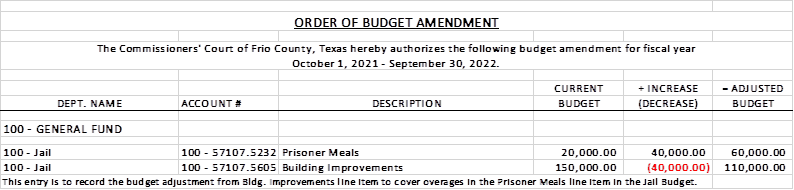 ORDER OF BUDGET AMENDMENT
The Commissioners' Court of Frio County, Texas hereby authorizes the following budget amendment for fiscal year
October 1, 2021 - September 30, 2022.
CURRENT + INCREASE = ADJUSTED
DEPT. NAME ACCOUNT # DESCRIPTION BUDGET (DECREASE) BUDGET
100 - GENERAL FUND
100 - Jail 100 - 57107.5232 Prisoner Meals 20,000.00 40,000.00 60,000.00
100 - Jail 100 - 57107.5605 Building Improvements 150,000.00 (40,000.00) 110,000.00
This entry is to record the budget adjustment from Bldg. Improvements line item to cover overages in the Prisoner Meals line item in the Jail Budget.